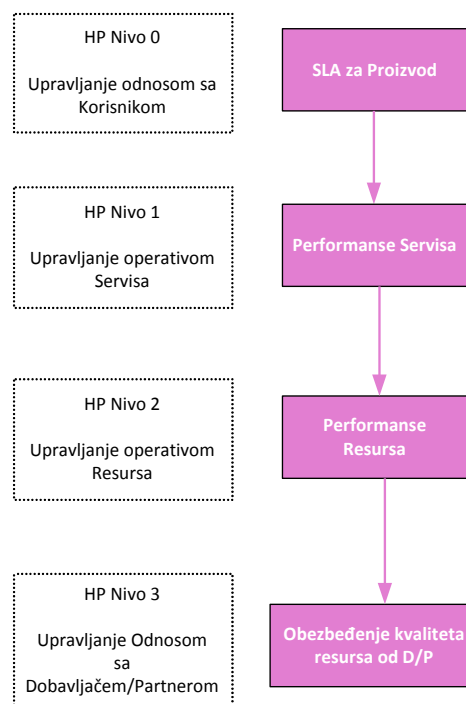 HP Nivo 0
Upravljanje odnosom sa
Korisnikom
SLA za Proizvod
HP Nivo 1
Upravljanje operativom
Servisa
Performanse Servisa
HP Nivo 2
Upravljanje operativom
Resursa
Performanse
Resursa
HP Nivo 3
Upravljanje Odnosom
sa
Dobavljačem/Partnerom
Obezbeđenje kvaliteta
resursa od D/P